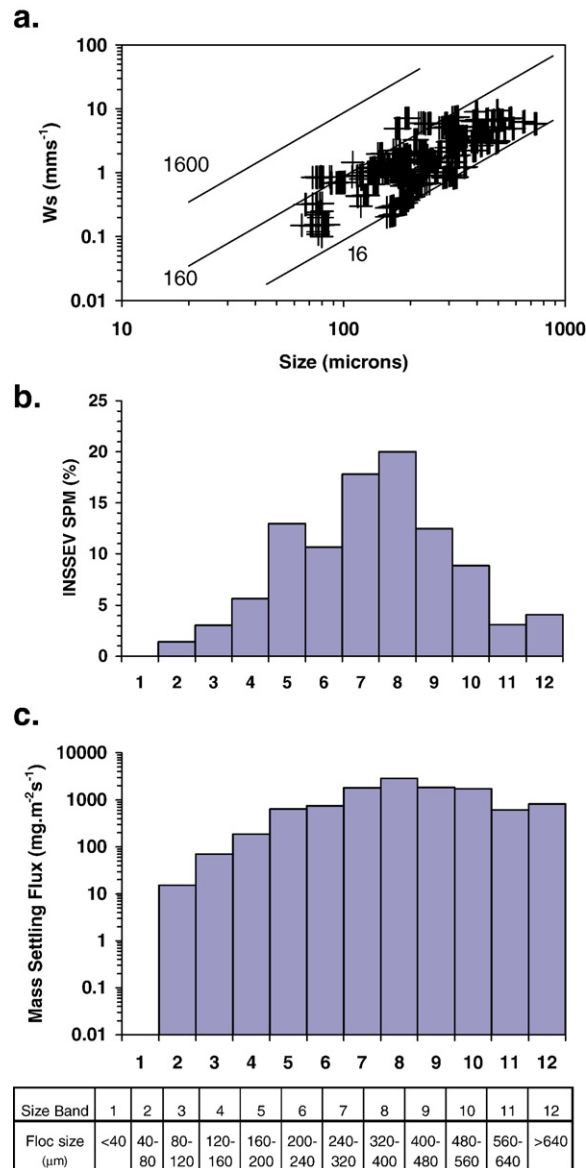 a.
100
10
1
0.1
0.01
Ws (mms⁻¹)
1600
160
16
10 100 1000
Size (microns)
b.
25
20
15
10
5
0
INSSEV SPM (%)
1 2 3 4 5 6 7 8 9 10 11 12
c.
10000
1000
100
10
1
0.1
0.01
Mass Settling Flux (mg.m⁻²s⁻¹)
1 2 3 4 5 6 7 8 9 10 11 12
Size Band 1 2 3 4 5 6 7 8 9 10 11 12
Floc size <40 40- 80- 120- 160- 200- 240- 320- 400- 480- 560- >640
(μm) 80 120 160 200 240 320 400 480 560 640